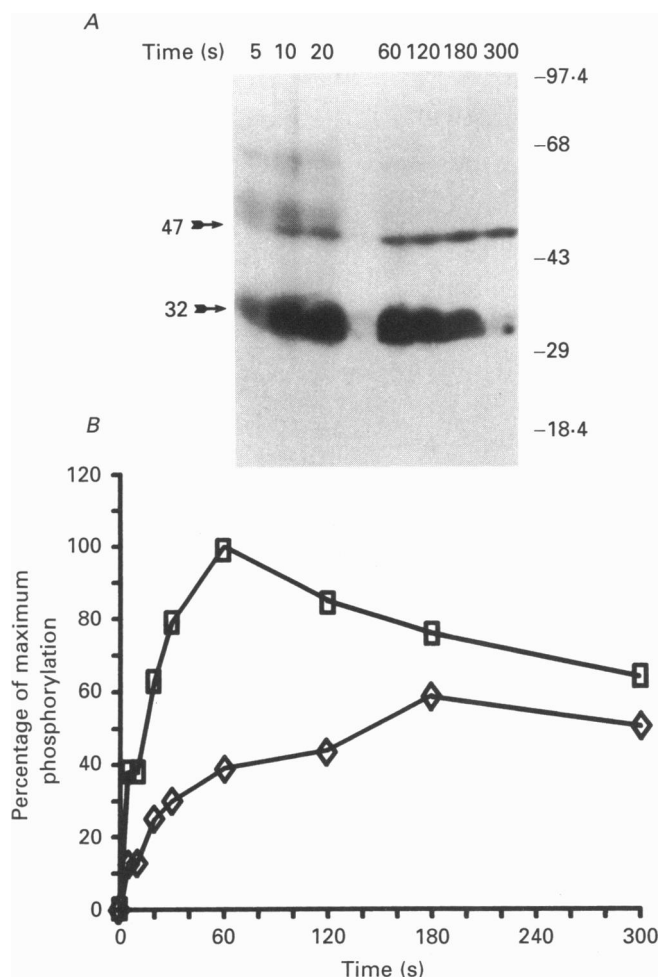 A
Time (s) 5 10 20 60 120 180 300
–97·4
–68
47
–43
32
–29
–18·4
B
120
100
80
60
40
20
0
Percentage of maximum
phosphorylation
0 60 120 180 240 300
Time (s)